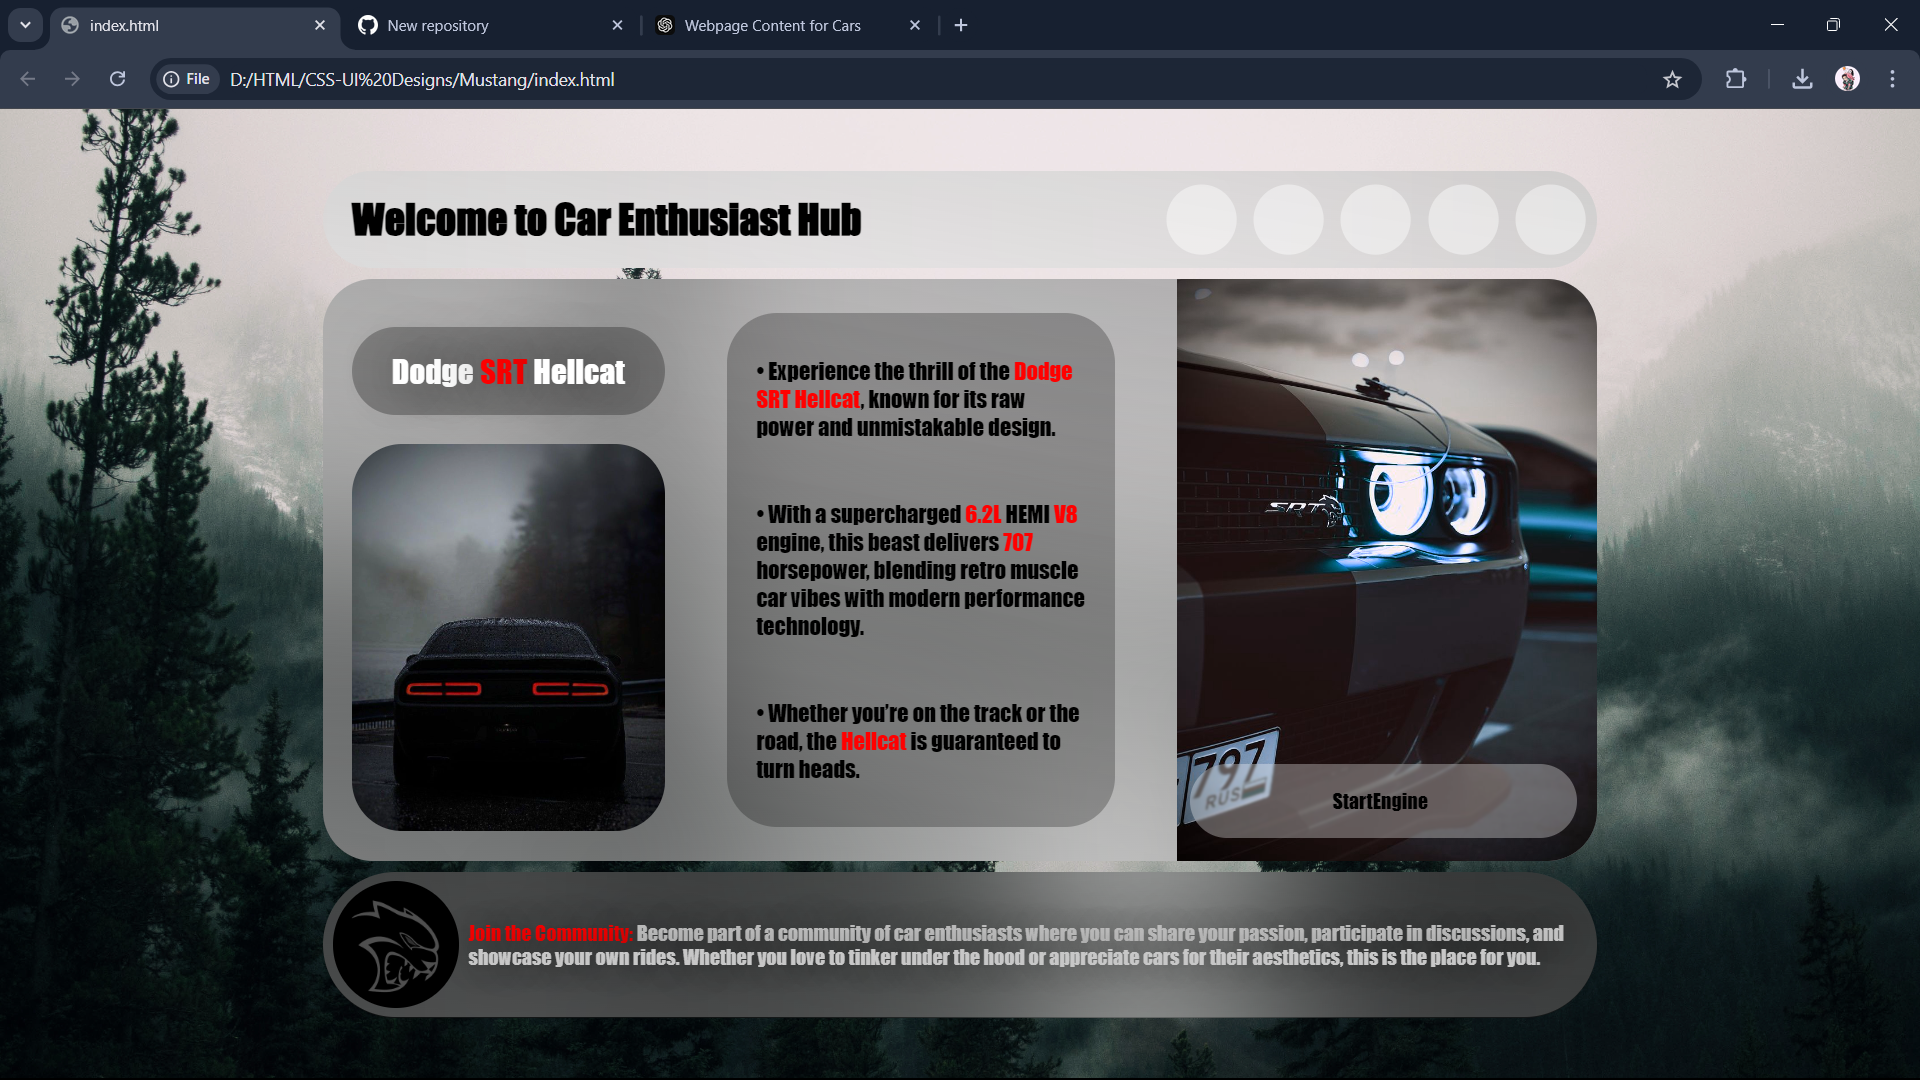 index.html
New repository
Webpage Content for Cars
File
D:/HTML/CSS-UI%20Designs/Mustang/index.html
Welcome to Car Enthusiast Hub
Dodge SRT Hellcat
• Experience the thrill of the Dodge
SRT Hellcat, known for its raw
power and unmistakable design.
• With a supercharged 6.2L HEMI V8
engine, this beast delivers 707
horsepower, blending retro muscle
car vibes with modern performance
technology.
• Whether you're on the track or the
road, the Hellcat is guaranteed to
turn heads.
SRT
797
RUS
StartEngine
Join the Community: Become part of a community of car enthusiasts where you can share your passion, participate in discussions, and
showcase your own rides. Whether you love to tinker under the hood or appreciate cars for their aesthetics, this is the place for you.